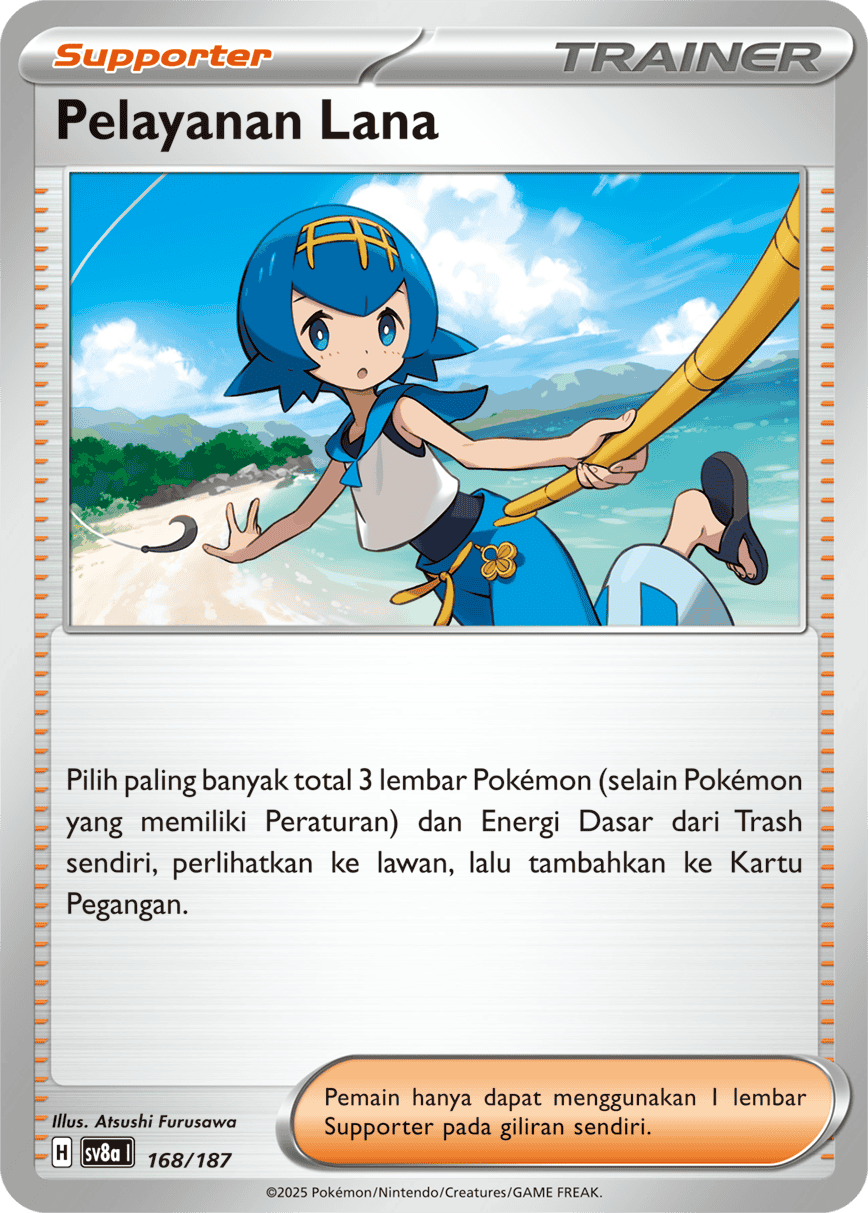 Supporter
TRAINER
Pelayanan Lana
Pilih paling banyak total 3 lembar Pokémon (selain Pokémon
yang memiliki Peraturan) dan Energi Dasar dari Trash
sendiri, perlihatkan ke lawan, lalu tambahkan ke Kartu
Pegangan.
Pemain hanya dapat menggunakan 1 lembar
Supporter pada giliran sendiri.
Illus. Atsushi Furusawa
H sv8a I 168/187
©2025 Pokémon/Nintendo/Creatures/GAME FREAK.